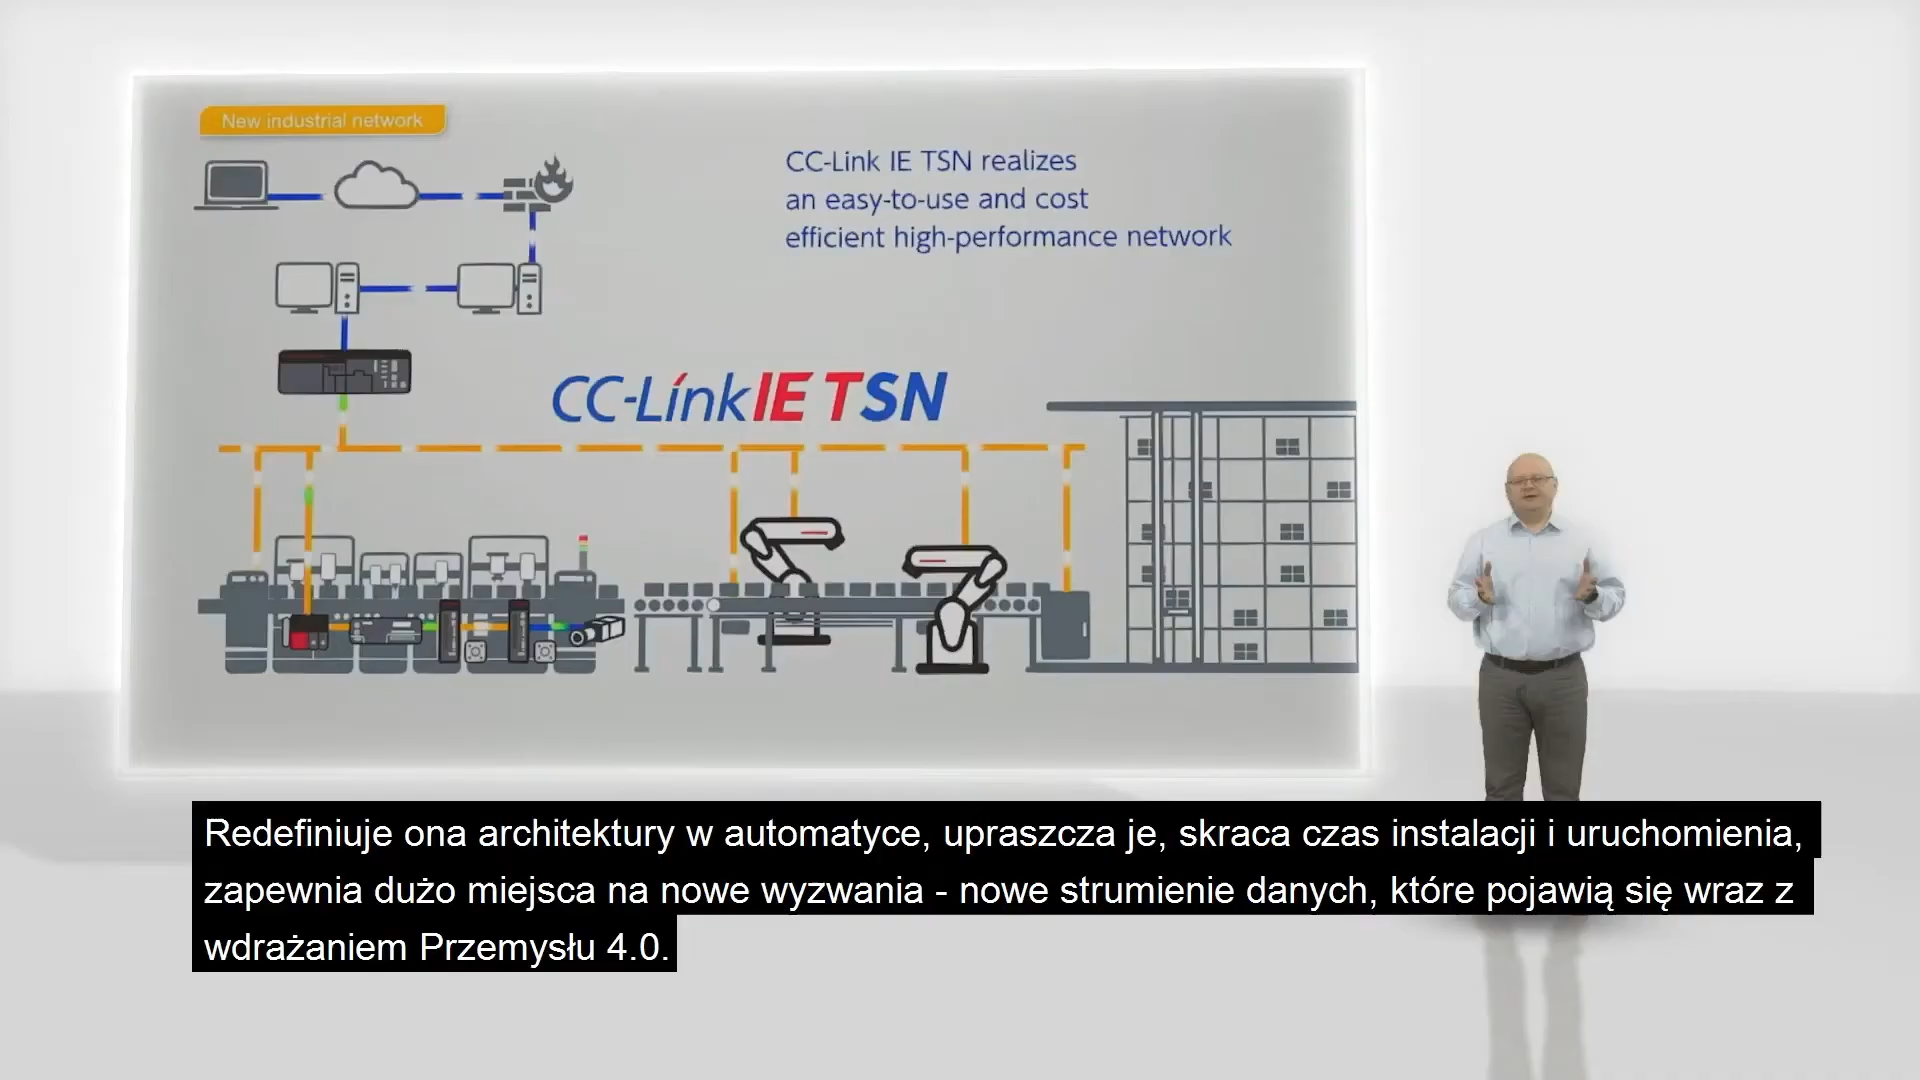 New industrial network
CC-Link IE TSN realizes
an easy-to-use and cost
efficient high-performance network
CC-Link IE TSN
Redefiniuje ona architektury w automatyce, upraszcza je, skraca czas instalacji i uruchomienia,
zapewnia dużo miejsca na nowe wyzwania - nowe strumienie danych, które pojawią się wraz z
wdrażaniem Przemysłu 4.0.